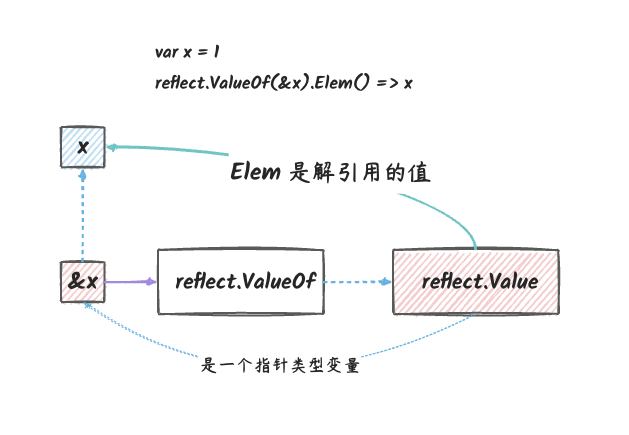 var x = 1
reflect.ValueOf(&x).Elem() => x
x
Elem 是解引用的值
&x
reflect.ValueOf
reflect.Value
是一个指针类型变量